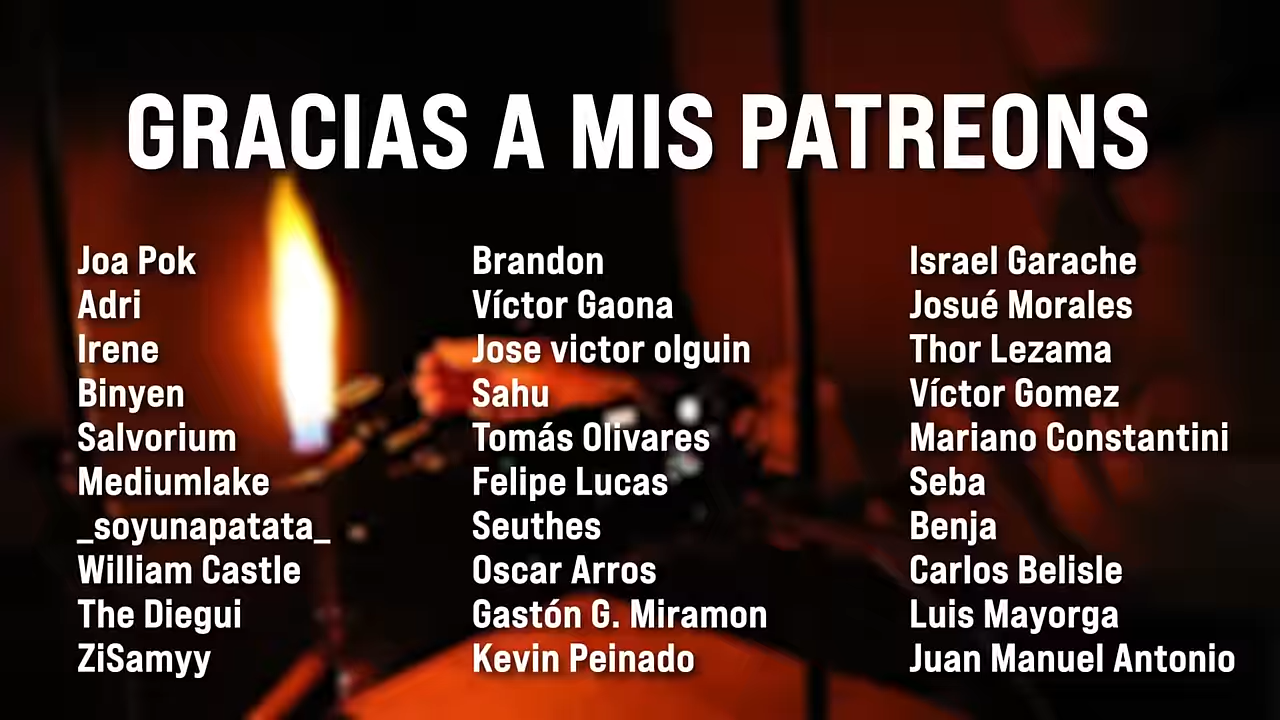 GRACIAS A MIS PATREONS
Joa Pok
Adri
Irene
Binyen
Salvorium
Mediumlake
_soyunapatata_
William Castle
The Diegui
ZiSamyy
Brandon
Víctor Gaona
Jose victor olguin
Sahu
Tomás Olivares
Felipe Lucas
Seuthes
Oscar Arros
Gastón G. Miramon
Kevin Peinado
Israel Garache
Josué Morales
Thor Lezama
Víctor Gomez
Mariano Constantini
Seba
Benja
Carlos Belisle
Luis Mayorga
Juan Manuel Antonio